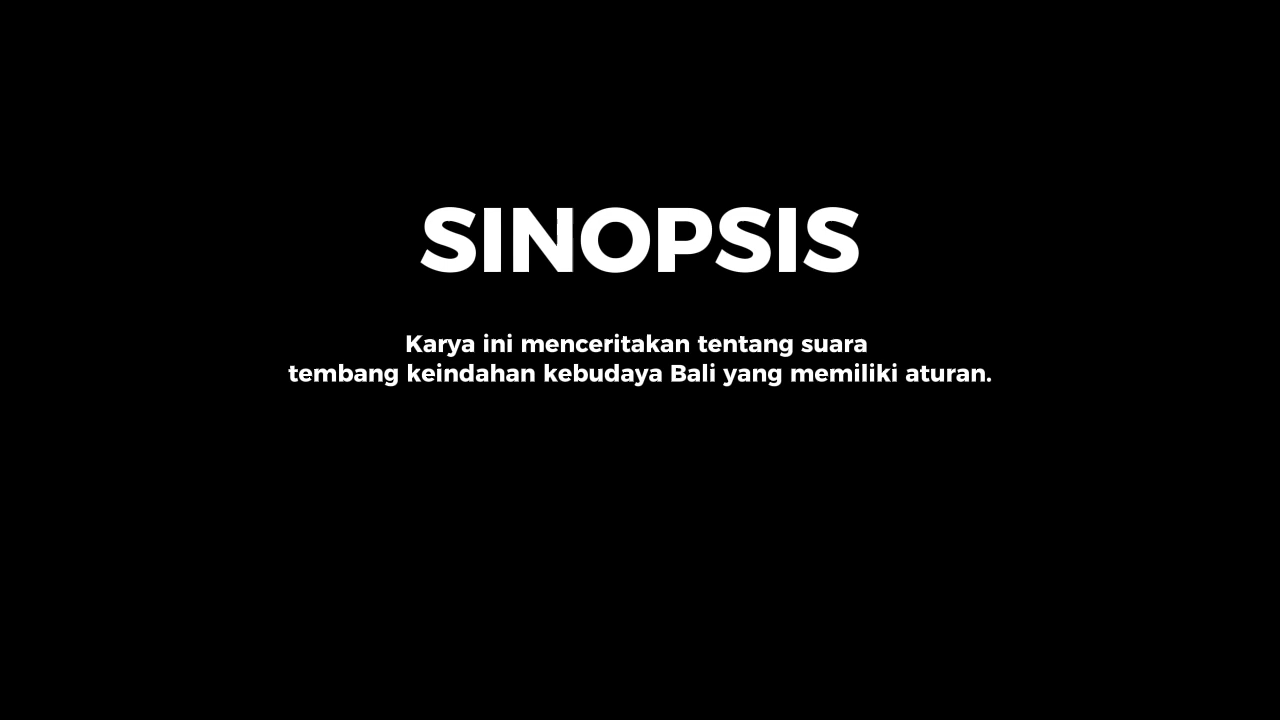 SINOPSIS
Karya ini menceritakan tentang suara
tembang keindahan kebudaya Bali yang memiliki aturan.